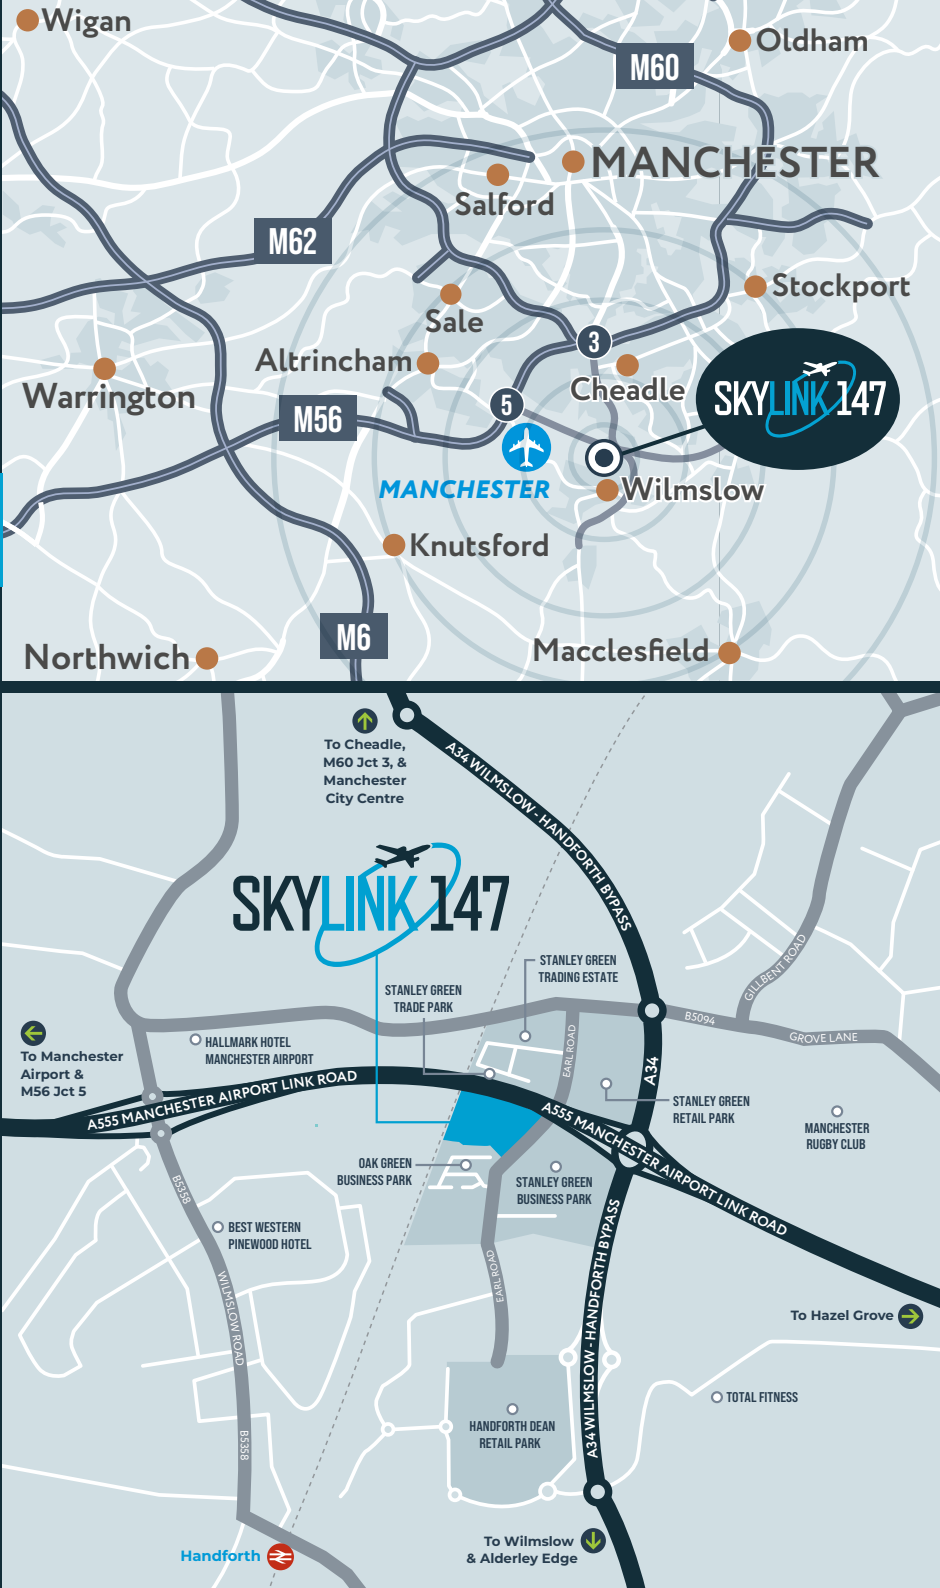 Wigan
Oldham
M60
MANCHESTER
Salford
M62
Stockport
Sale
3
Altrincham
Cheadle
SKYLINK 147
Warrington
5
M56
MANCHESTER
Wilmslow
Knutsford
M6
Northwich
Macclesfield
To Cheadle,
M60 Jct 3, &
Manchester
City Centre
A34 WILMSLOW - HANDFORTH BYPASS
SKYLINK 147
STANLEY GREEN
TRADING ESTATE
STANLEY GREEN
TRADE PARK
GILLBENT ROAD
B5094
GROVE LANE
EARL ROAD
To Manchester
Airport &
M56 Jct 5
HALLMARK HOTEL
MANCHESTER AIRPORT
A34
A555 MANCHESTER AIRPORT LINK ROAD
STANLEY GREEN
RETAIL PARK
A555 MANCHESTER AIRPORT LINK ROAD
MANCHESTER
RUGBY CLUB
OAK GREEN
BUSINESS PARK
STANLEY GREEN
BUSINESS PARK
B5358
BEST WESTERN
PINEWOOD HOTEL
EARL ROAD
A34 WILMSLOW - HANDFORTH BYPASS
WILMSLOW ROAD
To Hazel Grove
TOTAL FITNESS
HANDFORTH DEAN
RETAIL PARK
B5358
To Wilmslow
& Alderley Edge
Handforth